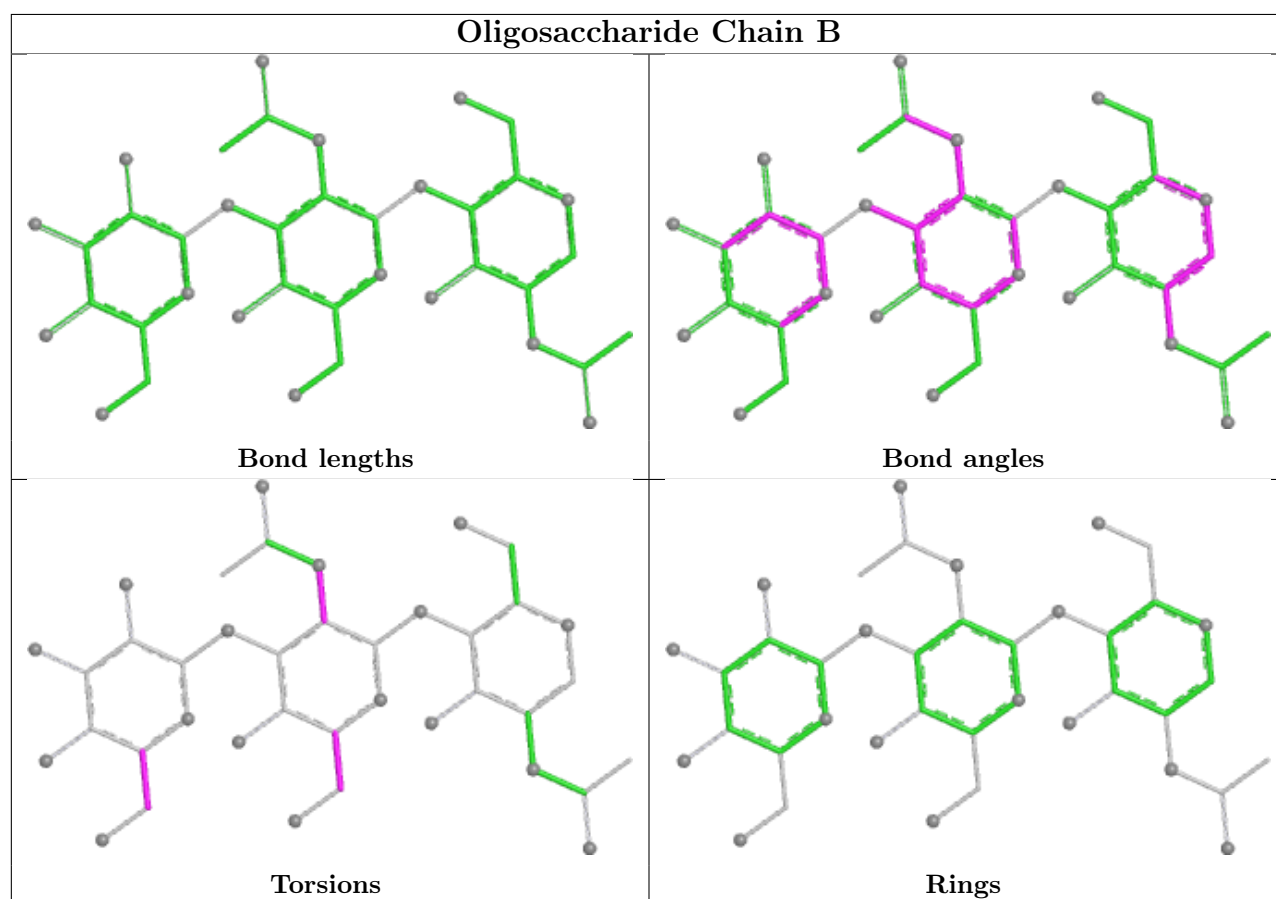 Oligosaccharide Chain B
Bond lengths
Bond angles
Torsions
Rings